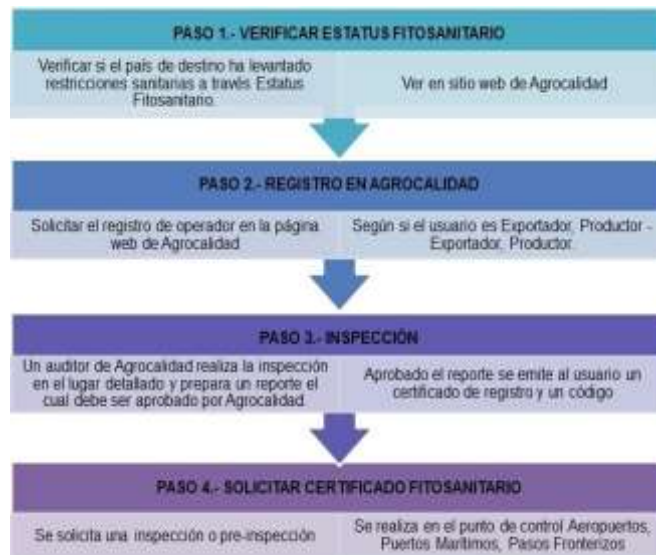 PASO 1.- VERIFICAR ESTATUS FITOSANITARIO
Verificar si el país de destino ha levantado
restricciones sanitarias a través Estatus
Fitosanitario.
Ver en sitio web de Agrocalidad
PASO 2.- REGISTRO EN AGROCALIDAD
Solicitar el registro de operador en la página
web de Agrocalidad
Según si el usuario es Exportador, Productor -
Exportador, Productor.
PASO 3.- INSPECCIÓN
Un auditor de Agrocalidad realiza la inspección
en el lugar detallado y prepara un reporte el
cual debe ser aprobado por Agrocalidad
Aprobado el reporte se emite al usuario un
certificado de registro y un código
PASO 4.- SOLICITAR CERTIFICADO FITOSANITARIO
Se solicita una inspección o pre-inspección
Se realiza en el punto de control Aeropuertos,
Puertos Marítimos, Pasos Fronterizos